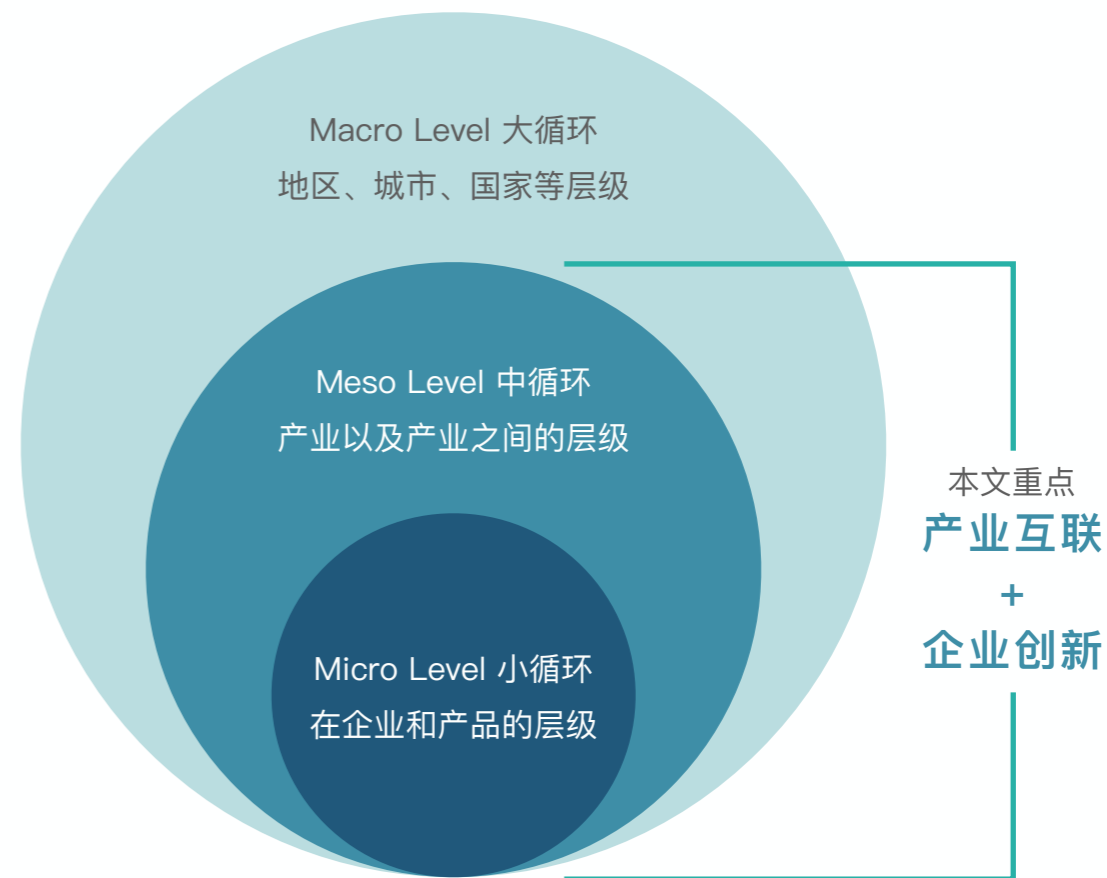 Macro Level 大循环
地区、城市、国家等层级
Meso Level 中循环
产业以及产业之间的层级
Micro Level 小循环
在企业和产品的层级
本文重点
产业互联
+
企业创新